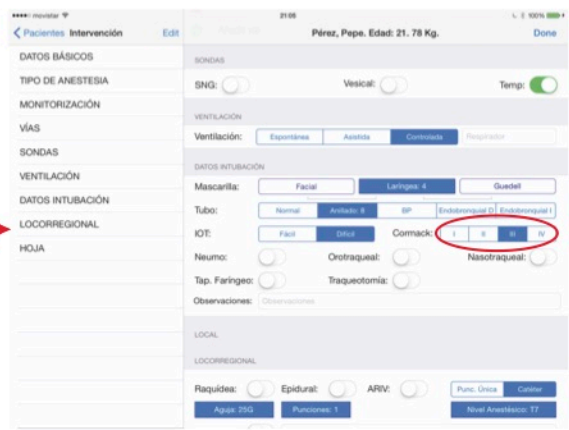 movistar 21:05 100%
Pacientes Intervención Edit Pérez, Pepe. Edad: 21. 78 Kg. Done
DATOS BÁSICOS
TIPO DE ANESTESIA
MONITORIZACIÓN
VÍAS
SONDAS
VENTILACIÓN
DATOS INTUBACIÓN
LOCORREGIONAL
HOJA
SONDAS
SNG: Vesical: Temp:
VENTILACIÓN
Ventilación: Espontánea Asistida Controlada Respirador
DATOS INTUBACIÓN
Mascarilla: Facial Laríngea: 4 Guedell
Tubo: Normal Anillado: 8 BP Endobronquial D Endobronquial I
IOT: Fácil Difícil Cormack: I II III IV
Neumo: Orotraqueal: Nasotraqueal:
Tap. Faríngeo: Traqueotomía:
Observaciones: Observaciones
LOCAL
LOCORREGIONAL
Raquídea: Epidural: ARIV: Punc. Única Catéter
Aguja: 25G Punciones: 1 Nivel Anestésico: T7